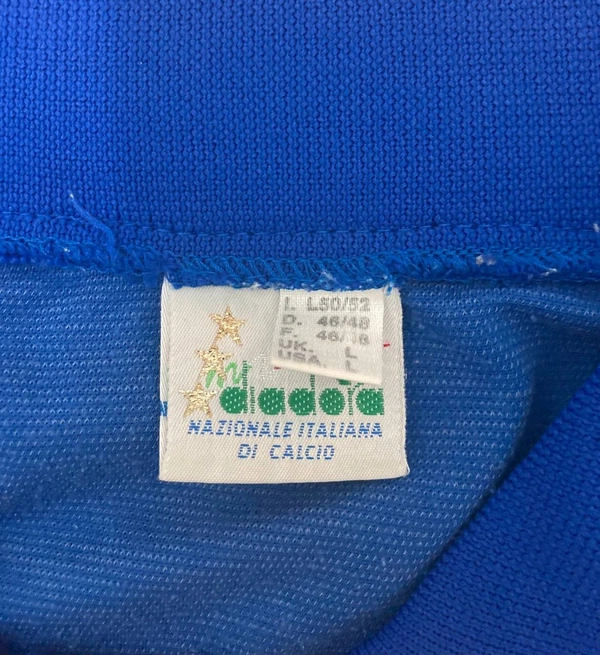 I. L50/52
D. 46/48
F. 46/48
UK. L
USA. L
diadora
NAZIONALE ITALIANA
DI CALCIO